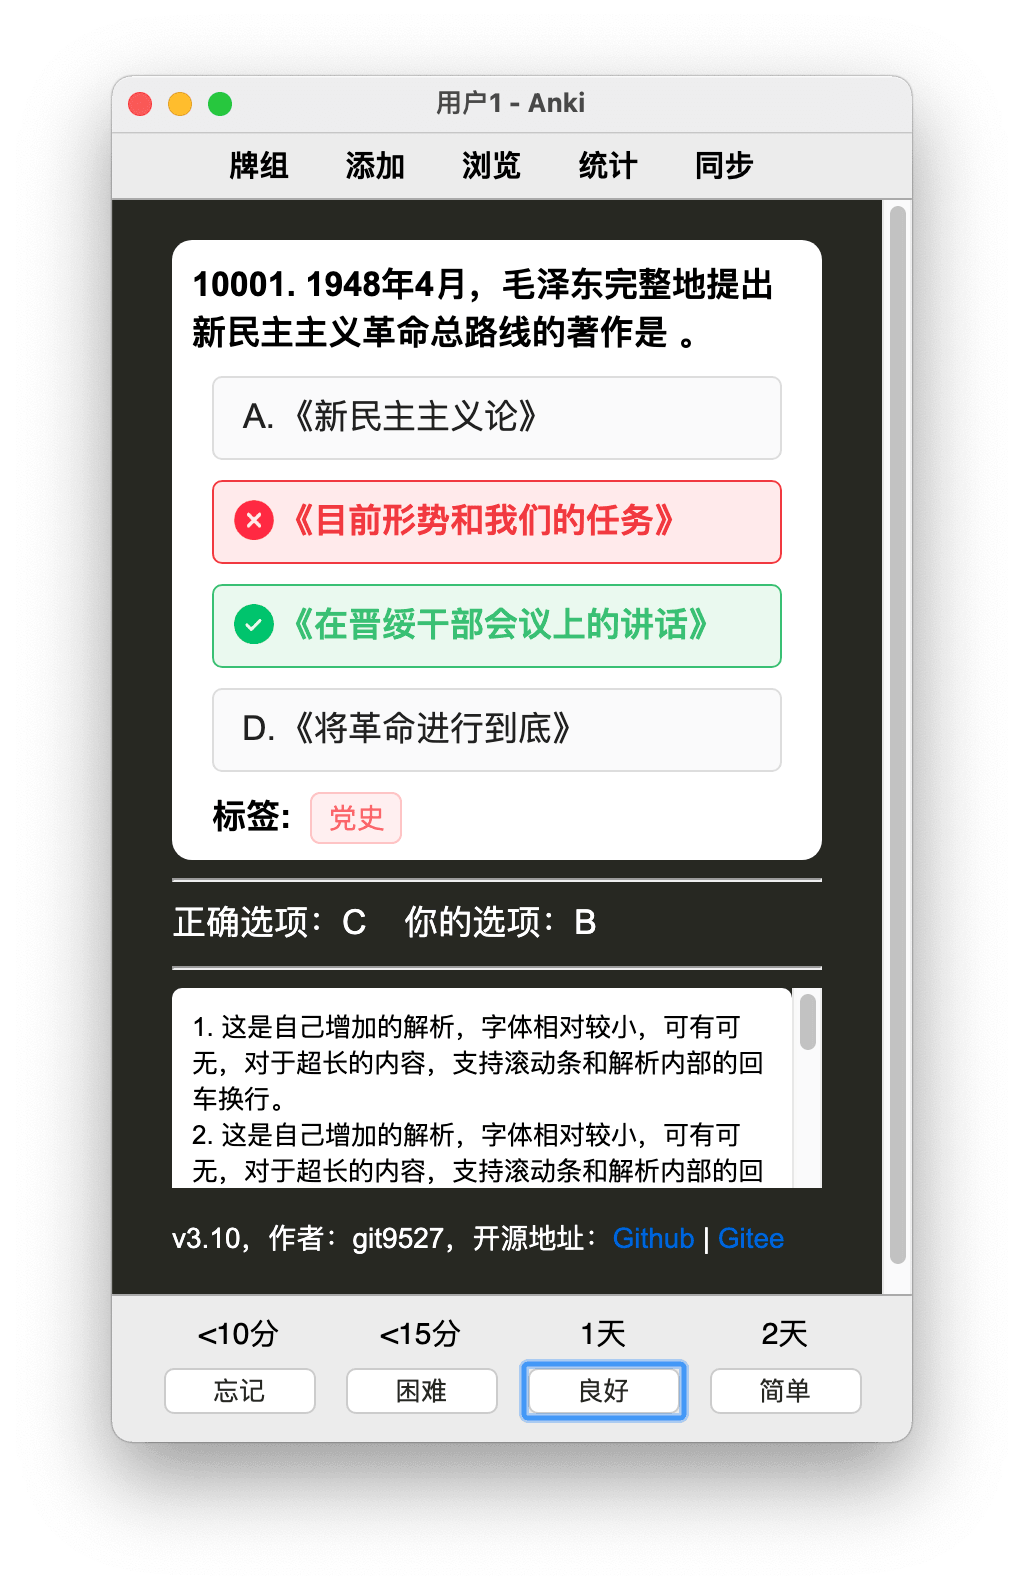 用户1 - Anki
牌组 添加 浏览 统计 同步
10001. 1948年4月，毛泽东完整地提出
新民主主义革命总路线的著作是 。
A.《新民主主义论》
《目前形势和我们的任务》
《在晋绥干部会议上的讲话》
D.《将革命进行到底》
标签: 党史
正确选项：C 你的选项：B
1. 这是自己增加的解析，字体相对较小，可有可
无，对于超长的内容，支持滚动条和解析内部的回
车换行。
2. 这是自己增加的解析，字体相对较小，可有可
无，对于超长的内容，支持滚动条和解析内部的回
v3.10，作者：git9527，开源地址：Github | Gitee
<10分 <15分 1天 2天
忘记 困难 良好 简单